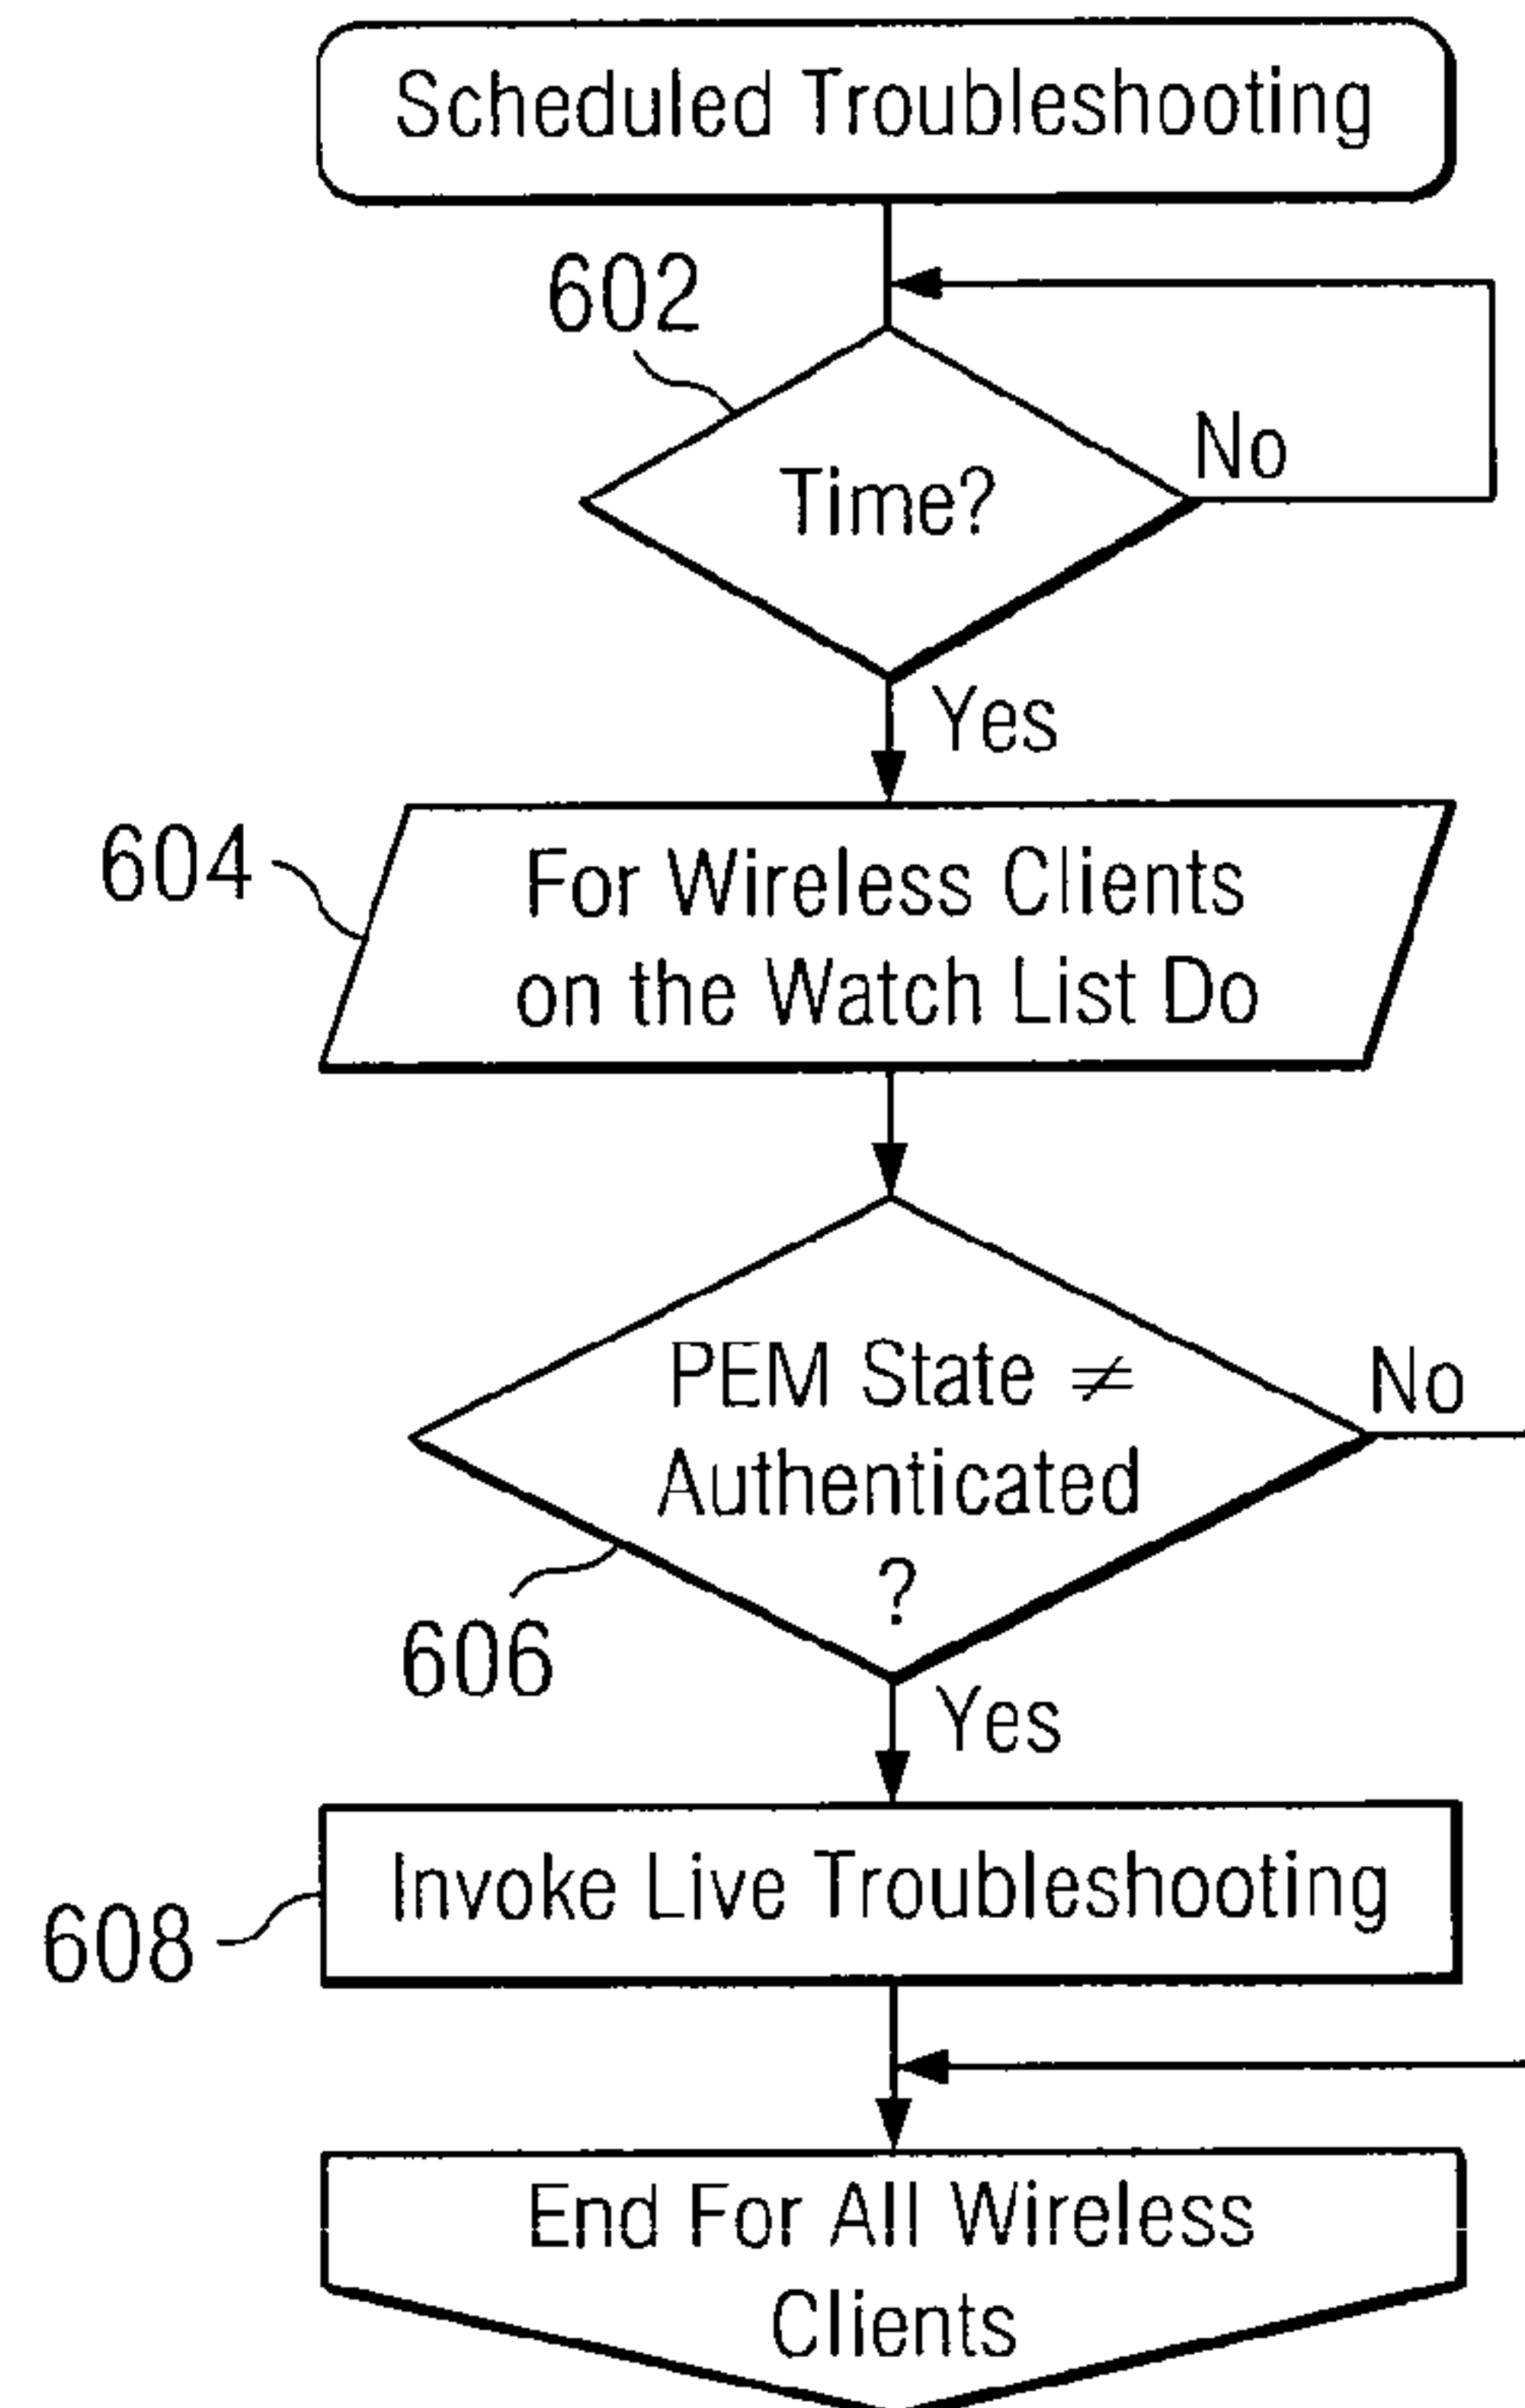 Scheduled Troubleshooting
602
No
Time?
Yes
604
For Wireless Clients
on the Watch List Do
PEM State ≠
No
Authenticated
?
606
Yes
Invoke Live Troubleshooting
608
End For All Wireless
Clients